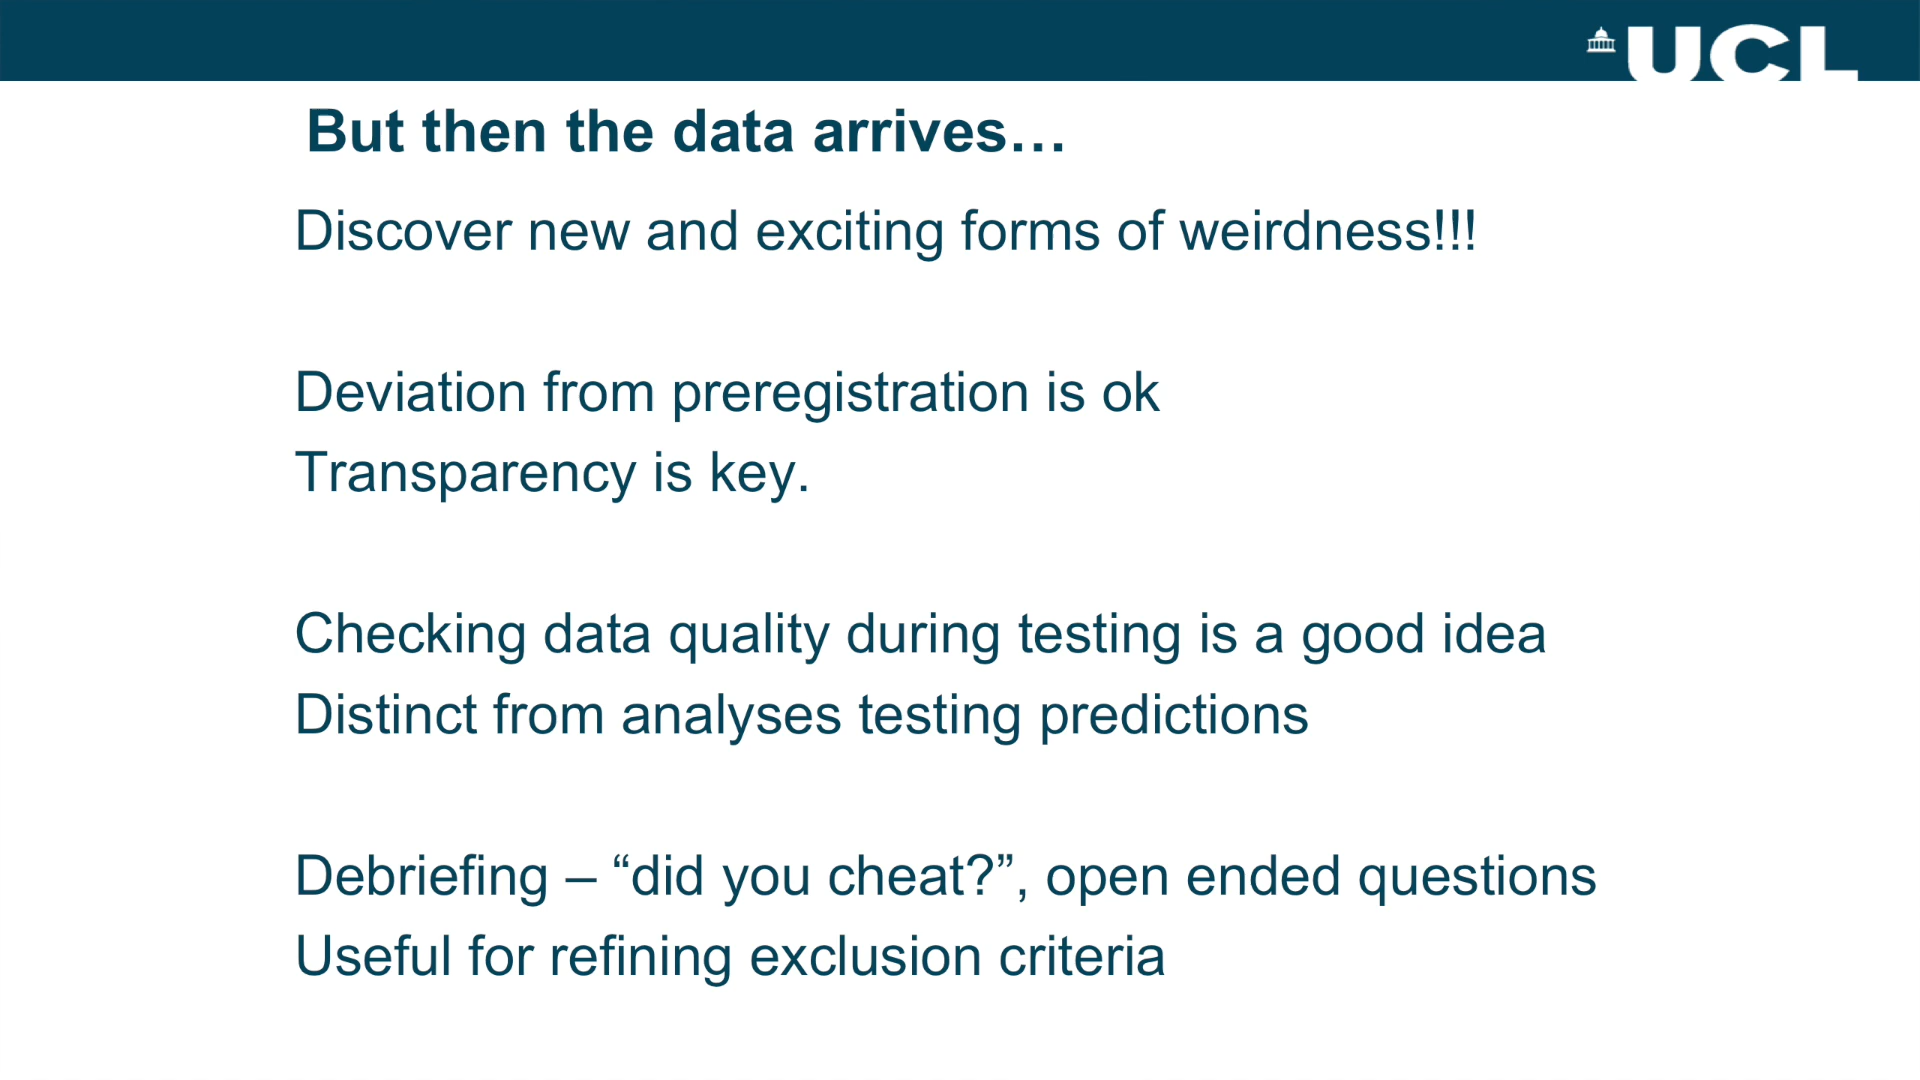 UCL
But then the data arrives…
Discover new and exciting forms of weirdness!!!
Deviation from preregistration is ok
Transparency is key.
Checking data quality during testing is a good idea
Distinct from analyses testing predictions
Debriefing – “did you cheat?”, open ended questions
Useful for refining exclusion criteria